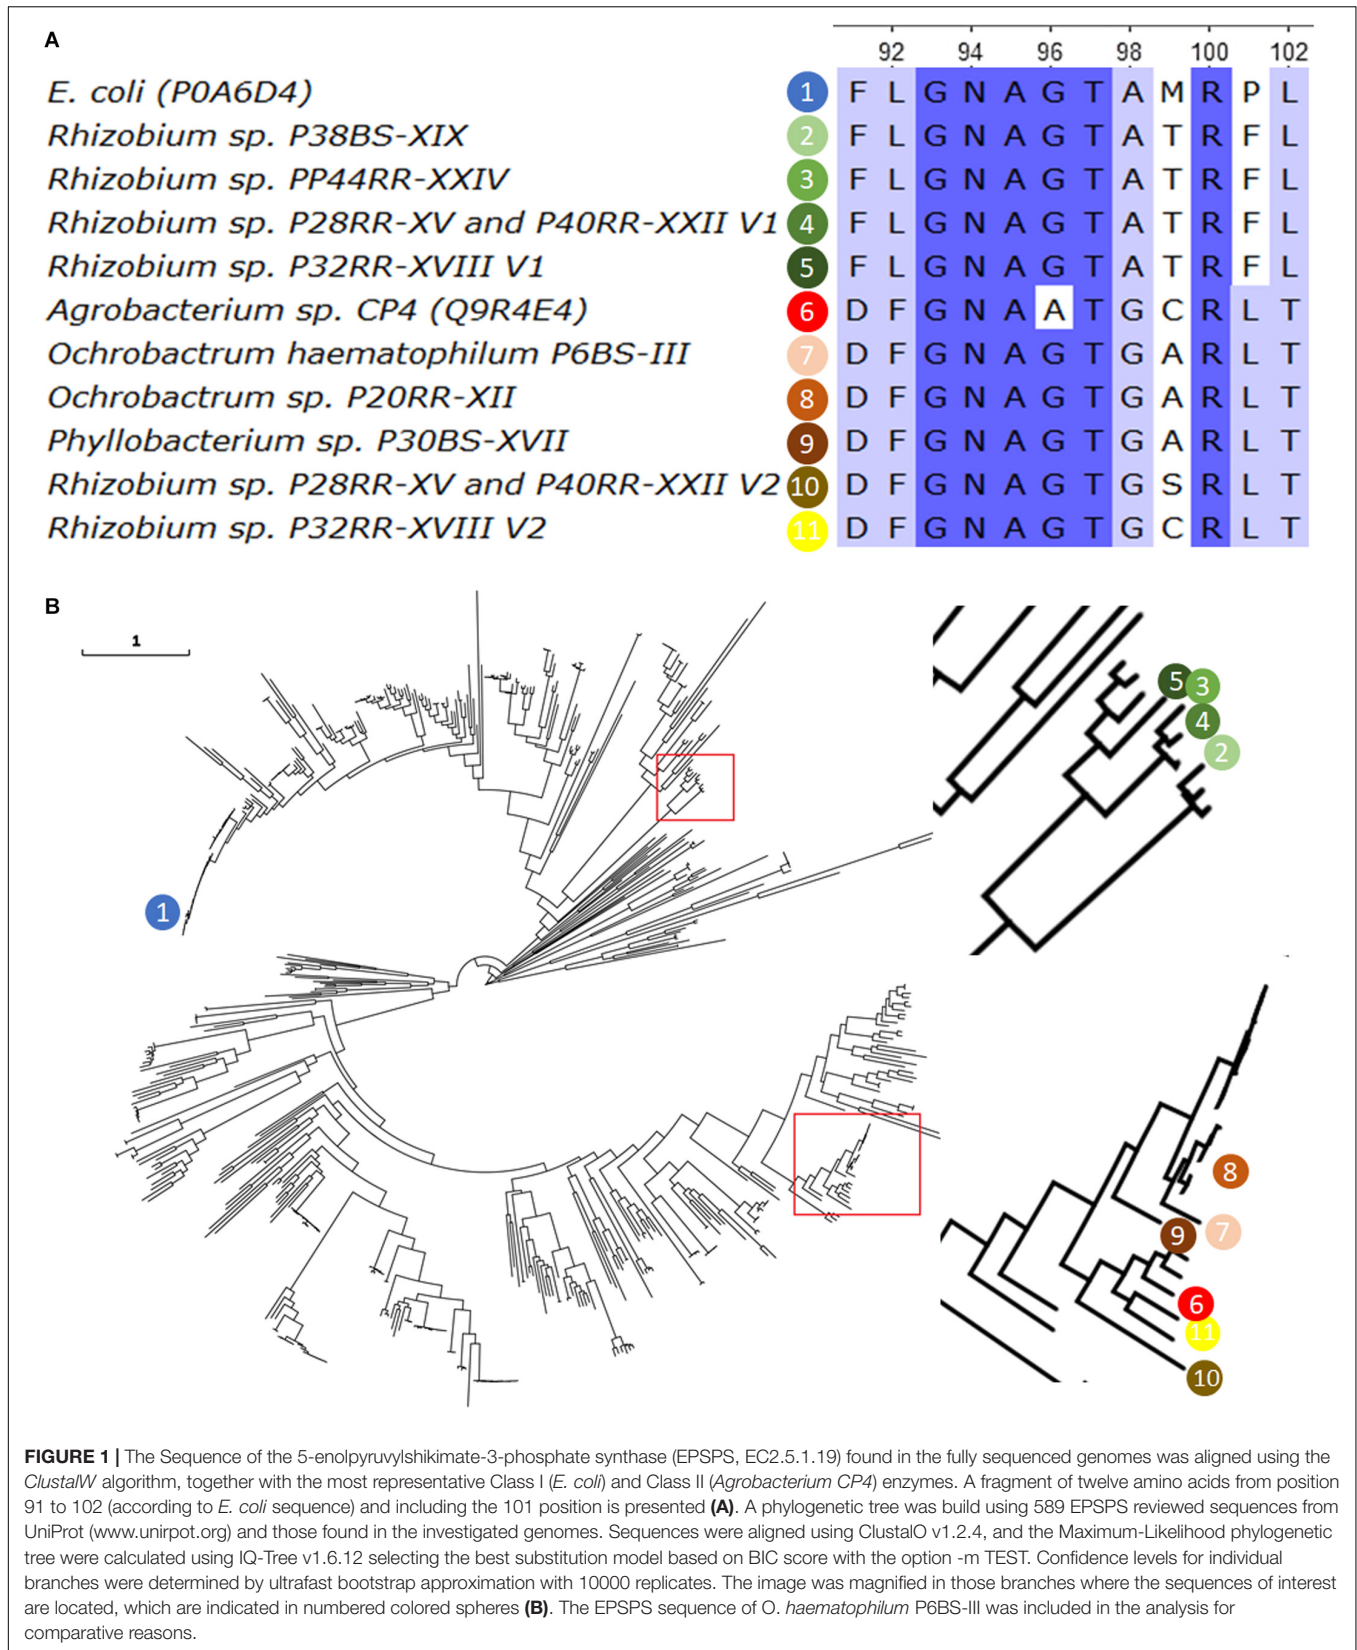 A
92 94 96 98 100 102
E. coli (P0A6D4) 1 F L G N A G T A M R P L
Rhizobium sp. P38BS-XIX 2 F L G N A G T A T R F L
Rhizobium sp. PP44RR-XXIV 3 F L G N A G T A T R F L
Rhizobium sp. P28RR-XV and P40RR-XXII V1 4 F L G N A G T A T R F L
Rhizobium sp. P32RR-XVIII V1 5 F L G N A G T A T R F L
Agrobacterium sp. CP4 (Q9R4E4) 6 D F G N A A T G C R L T
Ochrobactrum haematophilum P6BS-III 7 D F G N A G T G A R L T
Ochrobactrum sp. P20RR-XII 8 D F G N A G T G A R L T
Phyllobacterium sp. P30BS-XVII 9 D F G N A G T G A R L T
Rhizobium sp. P28RR-XV and P40RR-XXII V2 10 D F G N A G T G S R L T
Rhizobium sp. P32RR-XVIII V2 11 D F G N A G T G C R L T
B
1
5 3
4
2
1
8
7
9
6
11
10
FIGURE 1 | The Sequence of the 5-enolpyruvylshikimate-3-phosphate synthase (EPSPS, EC2.5.1.19) found in the fully sequenced genomes was aligned using the
ClustalW algorithm, together with the most representative Class I (E. coli) and Class II (Agrobacterium CP4) enzymes. A fragment of twelve amino acids from position
91 to 102 (according to E. coli sequence) and including the 101 position is presented (A). A phylogenetic tree was build using 589 EPSPS reviewed sequences from
UniProt (www.unirpot.org) and those found in the investigated genomes. Sequences were aligned using ClustalO v1.2.4, and the Maximum-Likelihood phylogenetic
tree were calculated using IQ-Tree v1.6.12 selecting the best substitution model based on BIC score with the option -m TEST. Confidence levels for individual
branches were determined by ultrafast bootstrap approximation with 10000 replicates. The image was magnified in those branches where the sequences of interest
are located, which are indicated in numbered colored spheres (B). The EPSPS sequence of O. haematophilum P6BS-III was included in the analysis for
comparative reasons.